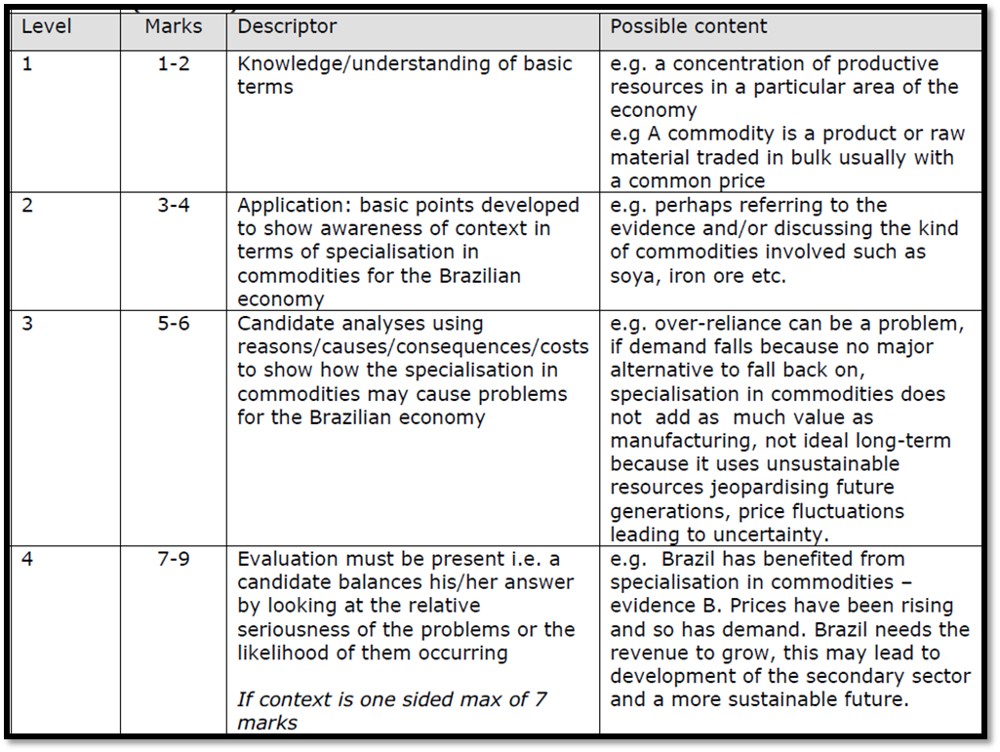 Level Marks Descriptor Possible content
1 1-2 Knowledge/understanding of basic
terms
e.g. a concentration of productive
resources in a particular area of the
economy
e.g A commodity is a product or raw
material traded in bulk usually with
a common price
2 3-4 Application: basic points developed
to show awareness of context in
terms of specialisation in
commodities for the Brazilian
economy
e.g. perhaps referring to the
evidence and/or discussing the kind
of commodities involved such as
soya, iron ore etc.
3 5-6 Candidate analyses using
reasons/causes/consequences/costs
to show how the specialisation in
commodities may cause problems
for the Brazilian economy
e.g. over-reliance can be a problem,
if demand falls because no major
alternative to fall back on,
specialisation in commodities does
not add as much value as
manufacturing, not ideal long-term
because it uses unsustainable
resources jeopardising future
generations, price fluctuations
leading to uncertainty.
4 7-9 Evaluation must be present i.e. a
candidate balances his/her answer
by looking at the relative
seriousness of the problems or the
likelihood of them occurring
If context is one sided max of 7
marks
e.g. Brazil has benefited from
specialisation in commodities –
evidence B. Prices have been rising
and so has demand. Brazil needs the
revenue to grow, this may lead to
development of the secondary sector
and a more sustainable future.